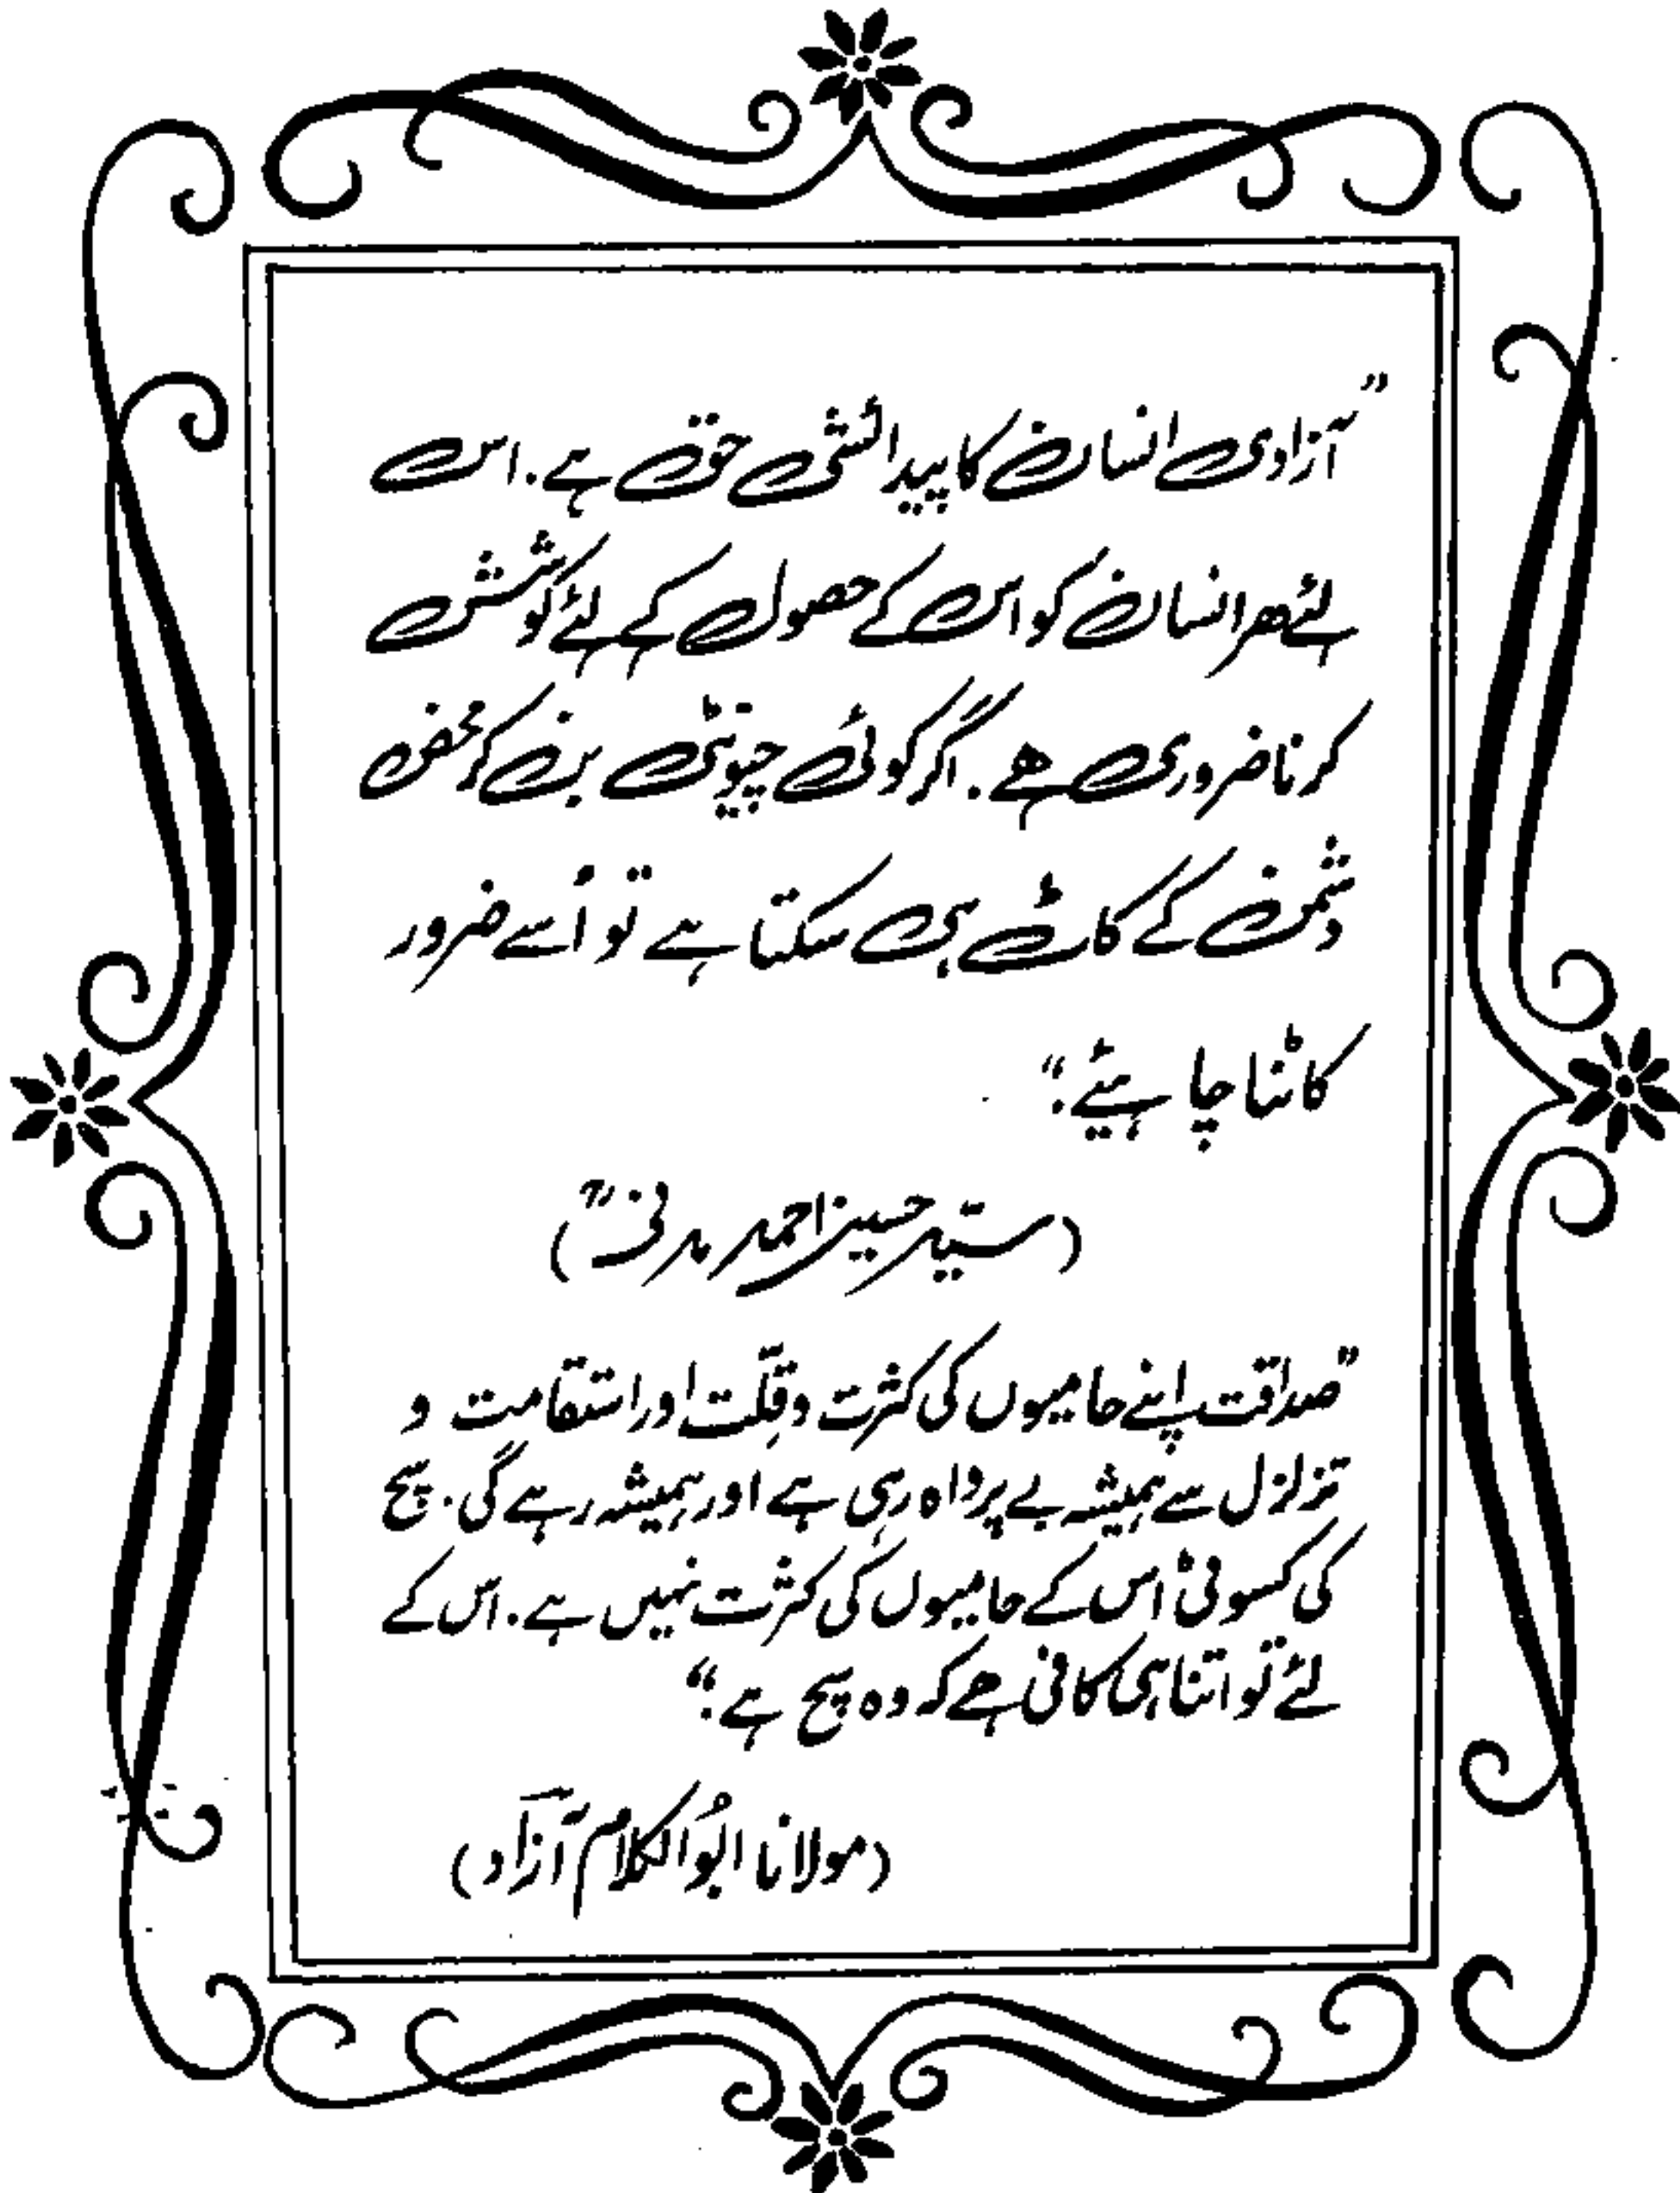 "آزادی انسان کا پیدائشی حق ہے. اس
لئے ہر انسان کو اس کے حصول کے لئے کوشش
کرنا ضروری ہے. اگر کوئی چیونٹی بن کر محض
دشمن کے کاٹ ہی سکتا ہے تو اُسے ضرور
کاٹنا چاہیئے."
(سیّد حسین احمد مدنیؒ)
"صداقت اپنے حامیوں کی کثرت و قِلّت اور استقامت و
تزلزل سے ہمیشہ بے پرواہ رہی ہے اور ہمیشہ رہے گی. سچ
کی کسوٹی اس کے حامیوں کی کثرت نہیں ہے. اس کے
لئے تو اتنا ہی کافی ہے کہ وہ سچ ہے."
(مولانا ابُو الکلام آزاد)